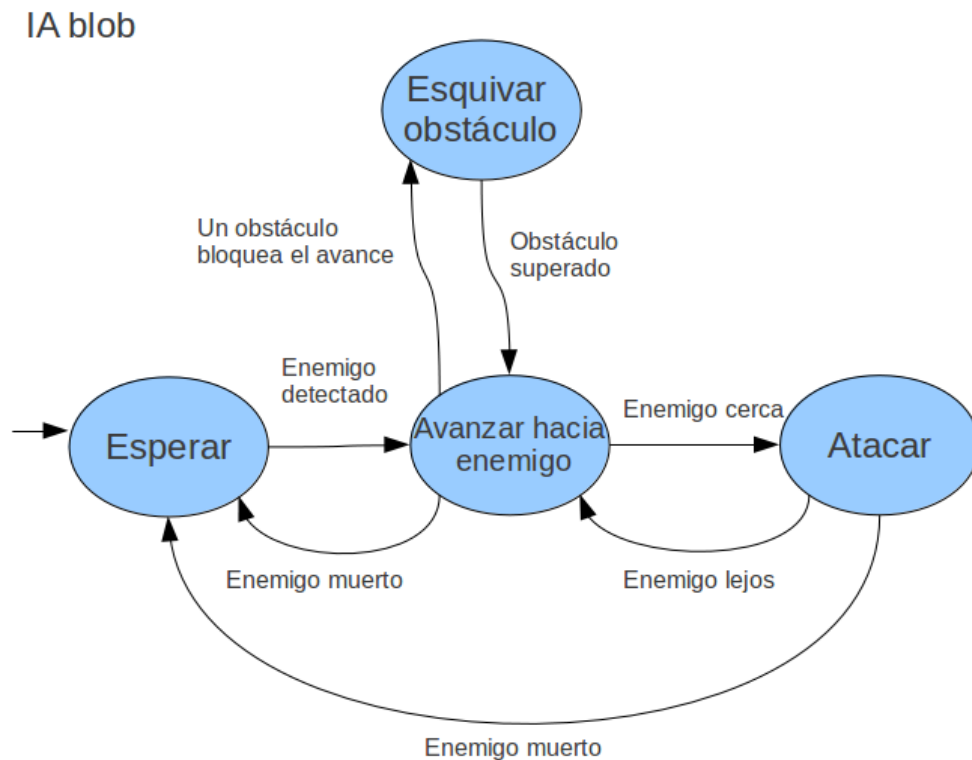 IA blob
Esquivar
obstáculo
Un obstáculo
bloquea el avance
Obstáculo
superado
Enemigo
detectado
Enemigo cerca
Esperar
Avanzar hacia
enemigo
Atacar
Enemigo muerto
Enemigo lejos
Enemigo muerto